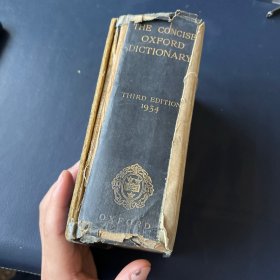 THE CONCISE
OXFORD
DICTIONARY
THIRD EDITION
1934
OXFORD